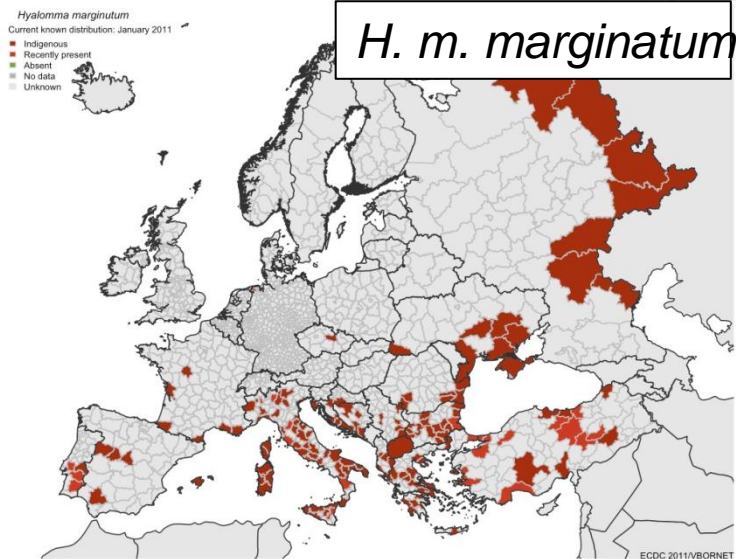 Hyalomma marginutum
Current known distribution: January 2011
Indigenous
Recently present
Absent
No data
Unknown
H. m. marginatum
ECDC 2011/VBORNET